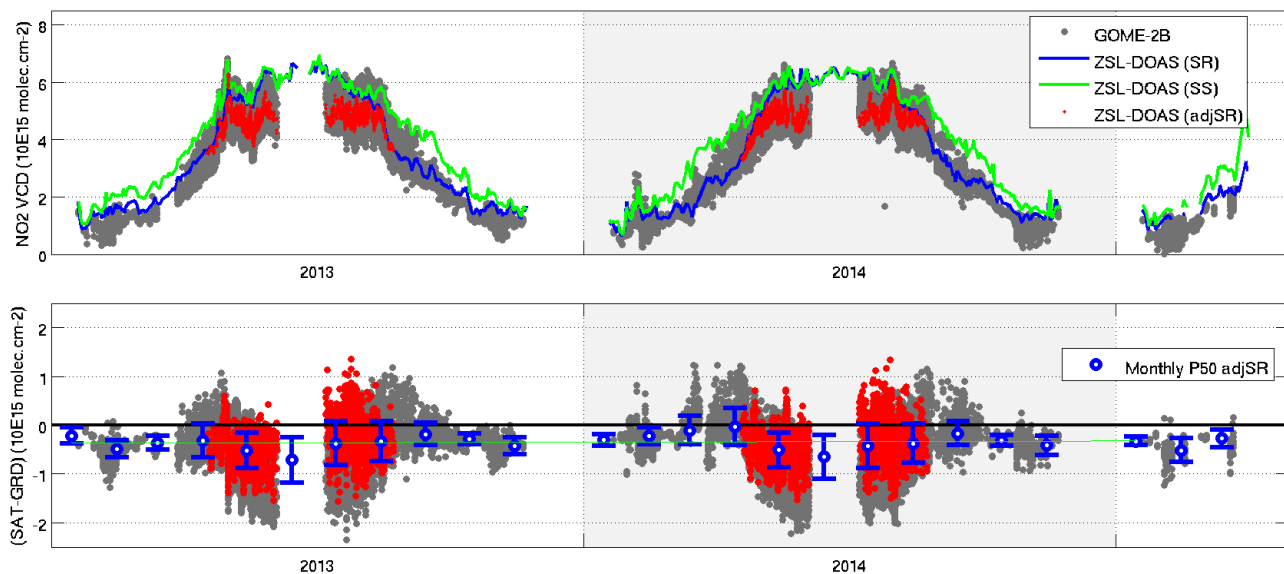 NO2 VCD (10E15 molec.cm-2)
8
6
4
2
0
GOME-2B
ZSL-DOAS (SR)
ZSL-DOAS (SS)
ZSL-DOAS (adjSR)
2013
2014
(SAT-GRD) (10E15 molec.cm-2)
2
1
0
-1
-2
Monthly P50 adjSR
2013
2014